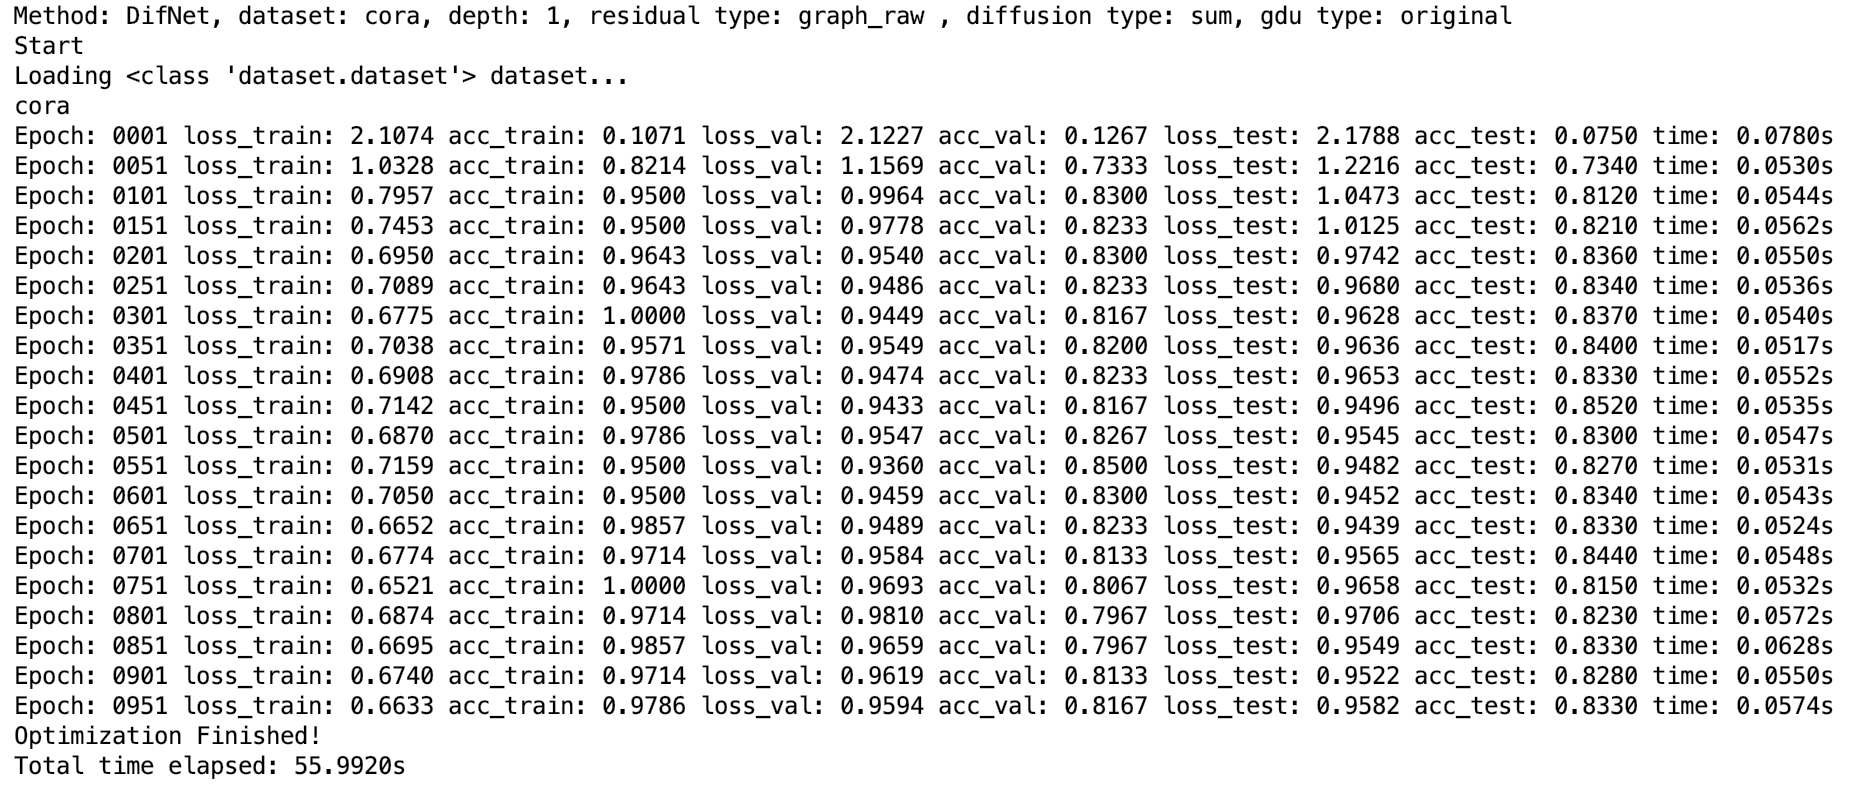 Method: DifNet, dataset: cora, depth: 1, residual type: graph_raw , diffusion type: sum, gdu type: original
Start
Loading <class 'dataset.dataset'> dataset...
cora
Epoch: 0001 loss_train: 2.1074 acc_train: 0.1071 loss_val: 2.1227 acc_val: 0.1267 loss_test: 2.1788 acc_test: 0.0750 time: 0.0780s
Epoch: 0051 loss_train: 1.0328 acc_train: 0.8214 loss_val: 1.1569 acc_val: 0.7333 loss_test: 1.2216 acc_test: 0.7340 time: 0.0530s
Epoch: 0101 loss_train: 0.7957 acc_train: 0.9500 loss_val: 0.9964 acc_val: 0.8300 loss_test: 1.0473 acc_test: 0.8120 time: 0.0544s
Epoch: 0151 loss_train: 0.7453 acc_train: 0.9500 loss_val: 0.9778 acc_val: 0.8233 loss_test: 1.0125 acc_test: 0.8210 time: 0.0562s
Epoch: 0201 loss_train: 0.6950 acc_train: 0.9643 loss_val: 0.9540 acc_val: 0.8300 loss_test: 0.9742 acc_test: 0.8360 time: 0.0550s
Epoch: 0251 loss_train: 0.7089 acc_train: 0.9643 loss_val: 0.9486 acc_val: 0.8233 loss_test: 0.9680 acc_test: 0.8340 time: 0.0536s
Epoch: 0301 loss_train: 0.6775 acc_train: 1.0000 loss_val: 0.9449 acc_val: 0.8167 loss_test: 0.9628 acc_test: 0.8370 time: 0.0540s
Epoch: 0351 loss_train: 0.7038 acc_train: 0.9571 loss_val: 0.9549 acc_val: 0.8200 loss_test: 0.9636 acc_test: 0.8400 time: 0.0517s
Epoch: 0401 loss_train: 0.6908 acc_train: 0.9786 loss_val: 0.9474 acc_val: 0.8233 loss_test: 0.9653 acc_test: 0.8330 time: 0.0552s
Epoch: 0451 loss_train: 0.7142 acc_train: 0.9500 loss_val: 0.9433 acc_val: 0.8167 loss_test: 0.9496 acc_test: 0.8520 time: 0.0535s
Epoch: 0501 loss_train: 0.6870 acc_train: 0.9786 loss_val: 0.9547 acc_val: 0.8267 loss_test: 0.9545 acc_test: 0.8300 time: 0.0547s
Epoch: 0551 loss_train: 0.7159 acc_train: 0.9500 loss_val: 0.9360 acc_val: 0.8500 loss_test: 0.9482 acc_test: 0.8270 time: 0.0531s
Epoch: 0601 loss_train: 0.7050 acc_train: 0.9500 loss_val: 0.9459 acc_val: 0.8300 loss_test: 0.9452 acc_test: 0.8340 time: 0.0543s
Epoch: 0651 loss_train: 0.6652 acc_train: 0.9857 loss_val: 0.9489 acc_val: 0.8233 loss_test: 0.9439 acc_test: 0.8330 time: 0.0524s
Epoch: 0701 loss_train: 0.6774 acc_train: 0.9714 loss_val: 0.9584 acc_val: 0.8133 loss_test: 0.9565 acc_test: 0.8440 time: 0.0548s
Epoch: 0751 loss_train: 0.6521 acc_train: 1.0000 loss_val: 0.9693 acc_val: 0.8067 loss_test: 0.9658 acc_test: 0.8150 time: 0.0532s
Epoch: 0801 loss_train: 0.6874 acc_train: 0.9714 loss_val: 0.9810 acc_val: 0.7967 loss_test: 0.9706 acc_test: 0.8230 time: 0.0572s
Epoch: 0851 loss_train: 0.6695 acc_train: 0.9857 loss_val: 0.9659 acc_val: 0.7967 loss_test: 0.9549 acc_test: 0.8330 time: 0.0628s
Epoch: 0901 loss_train: 0.6740 acc_train: 0.9714 loss_val: 0.9619 acc_val: 0.8133 loss_test: 0.9522 acc_test: 0.8280 time: 0.0550s
Epoch: 0951 loss_train: 0.6633 acc_train: 0.9786 loss_val: 0.9594 acc_val: 0.8167 loss_test: 0.9582 acc_test: 0.8330 time: 0.0574s
Optimization Finished!
Total time elapsed: 55.9920s